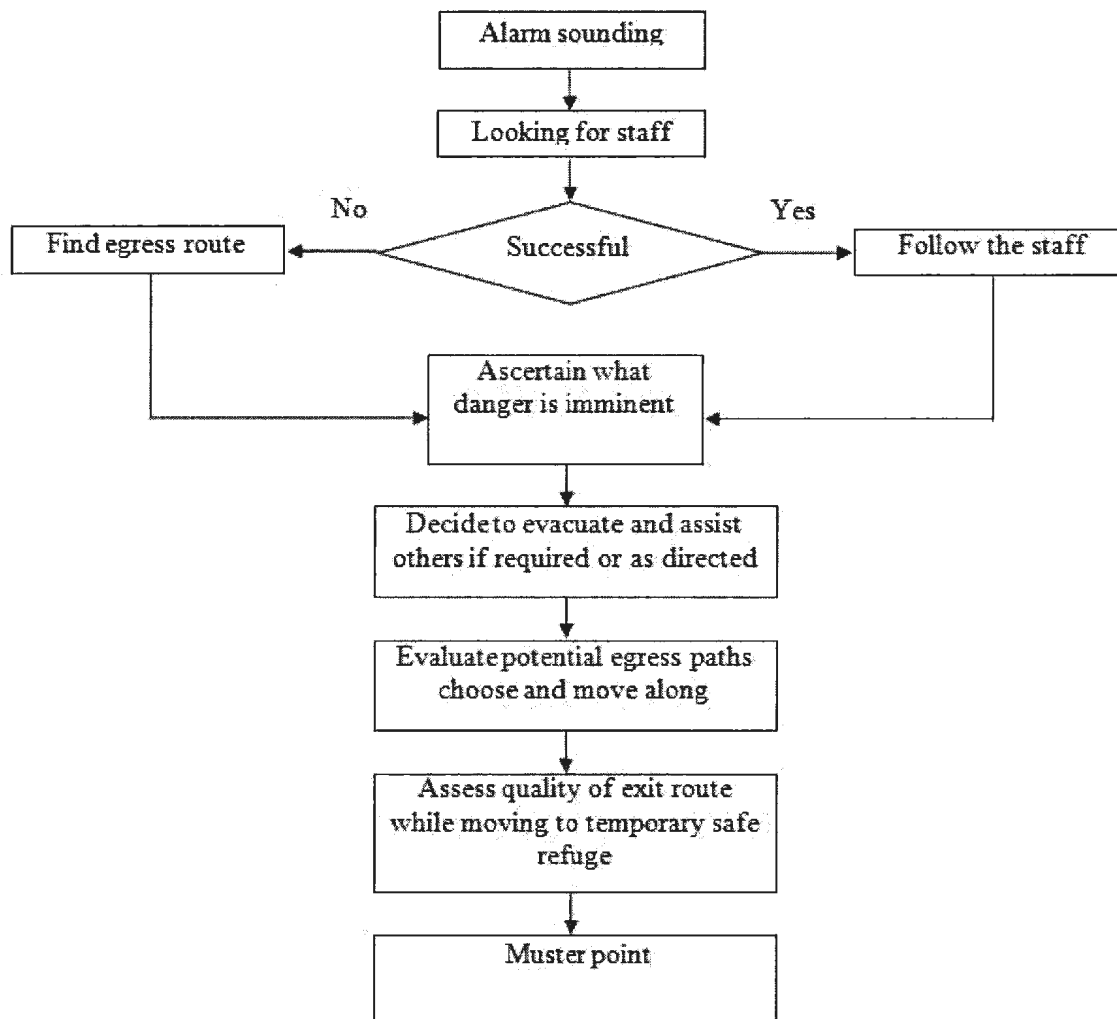 Alarm sounding
Looking for staff
No
Yes
Find egress route
Successful
Follow the staff
Ascertain what
danger is imminent
Decide to evacuate and assist
others if required or as directed
Evaluate potential egress paths
choose and move along
Assess quality of exit route
while moving to temporary safe
refuge
Muster point